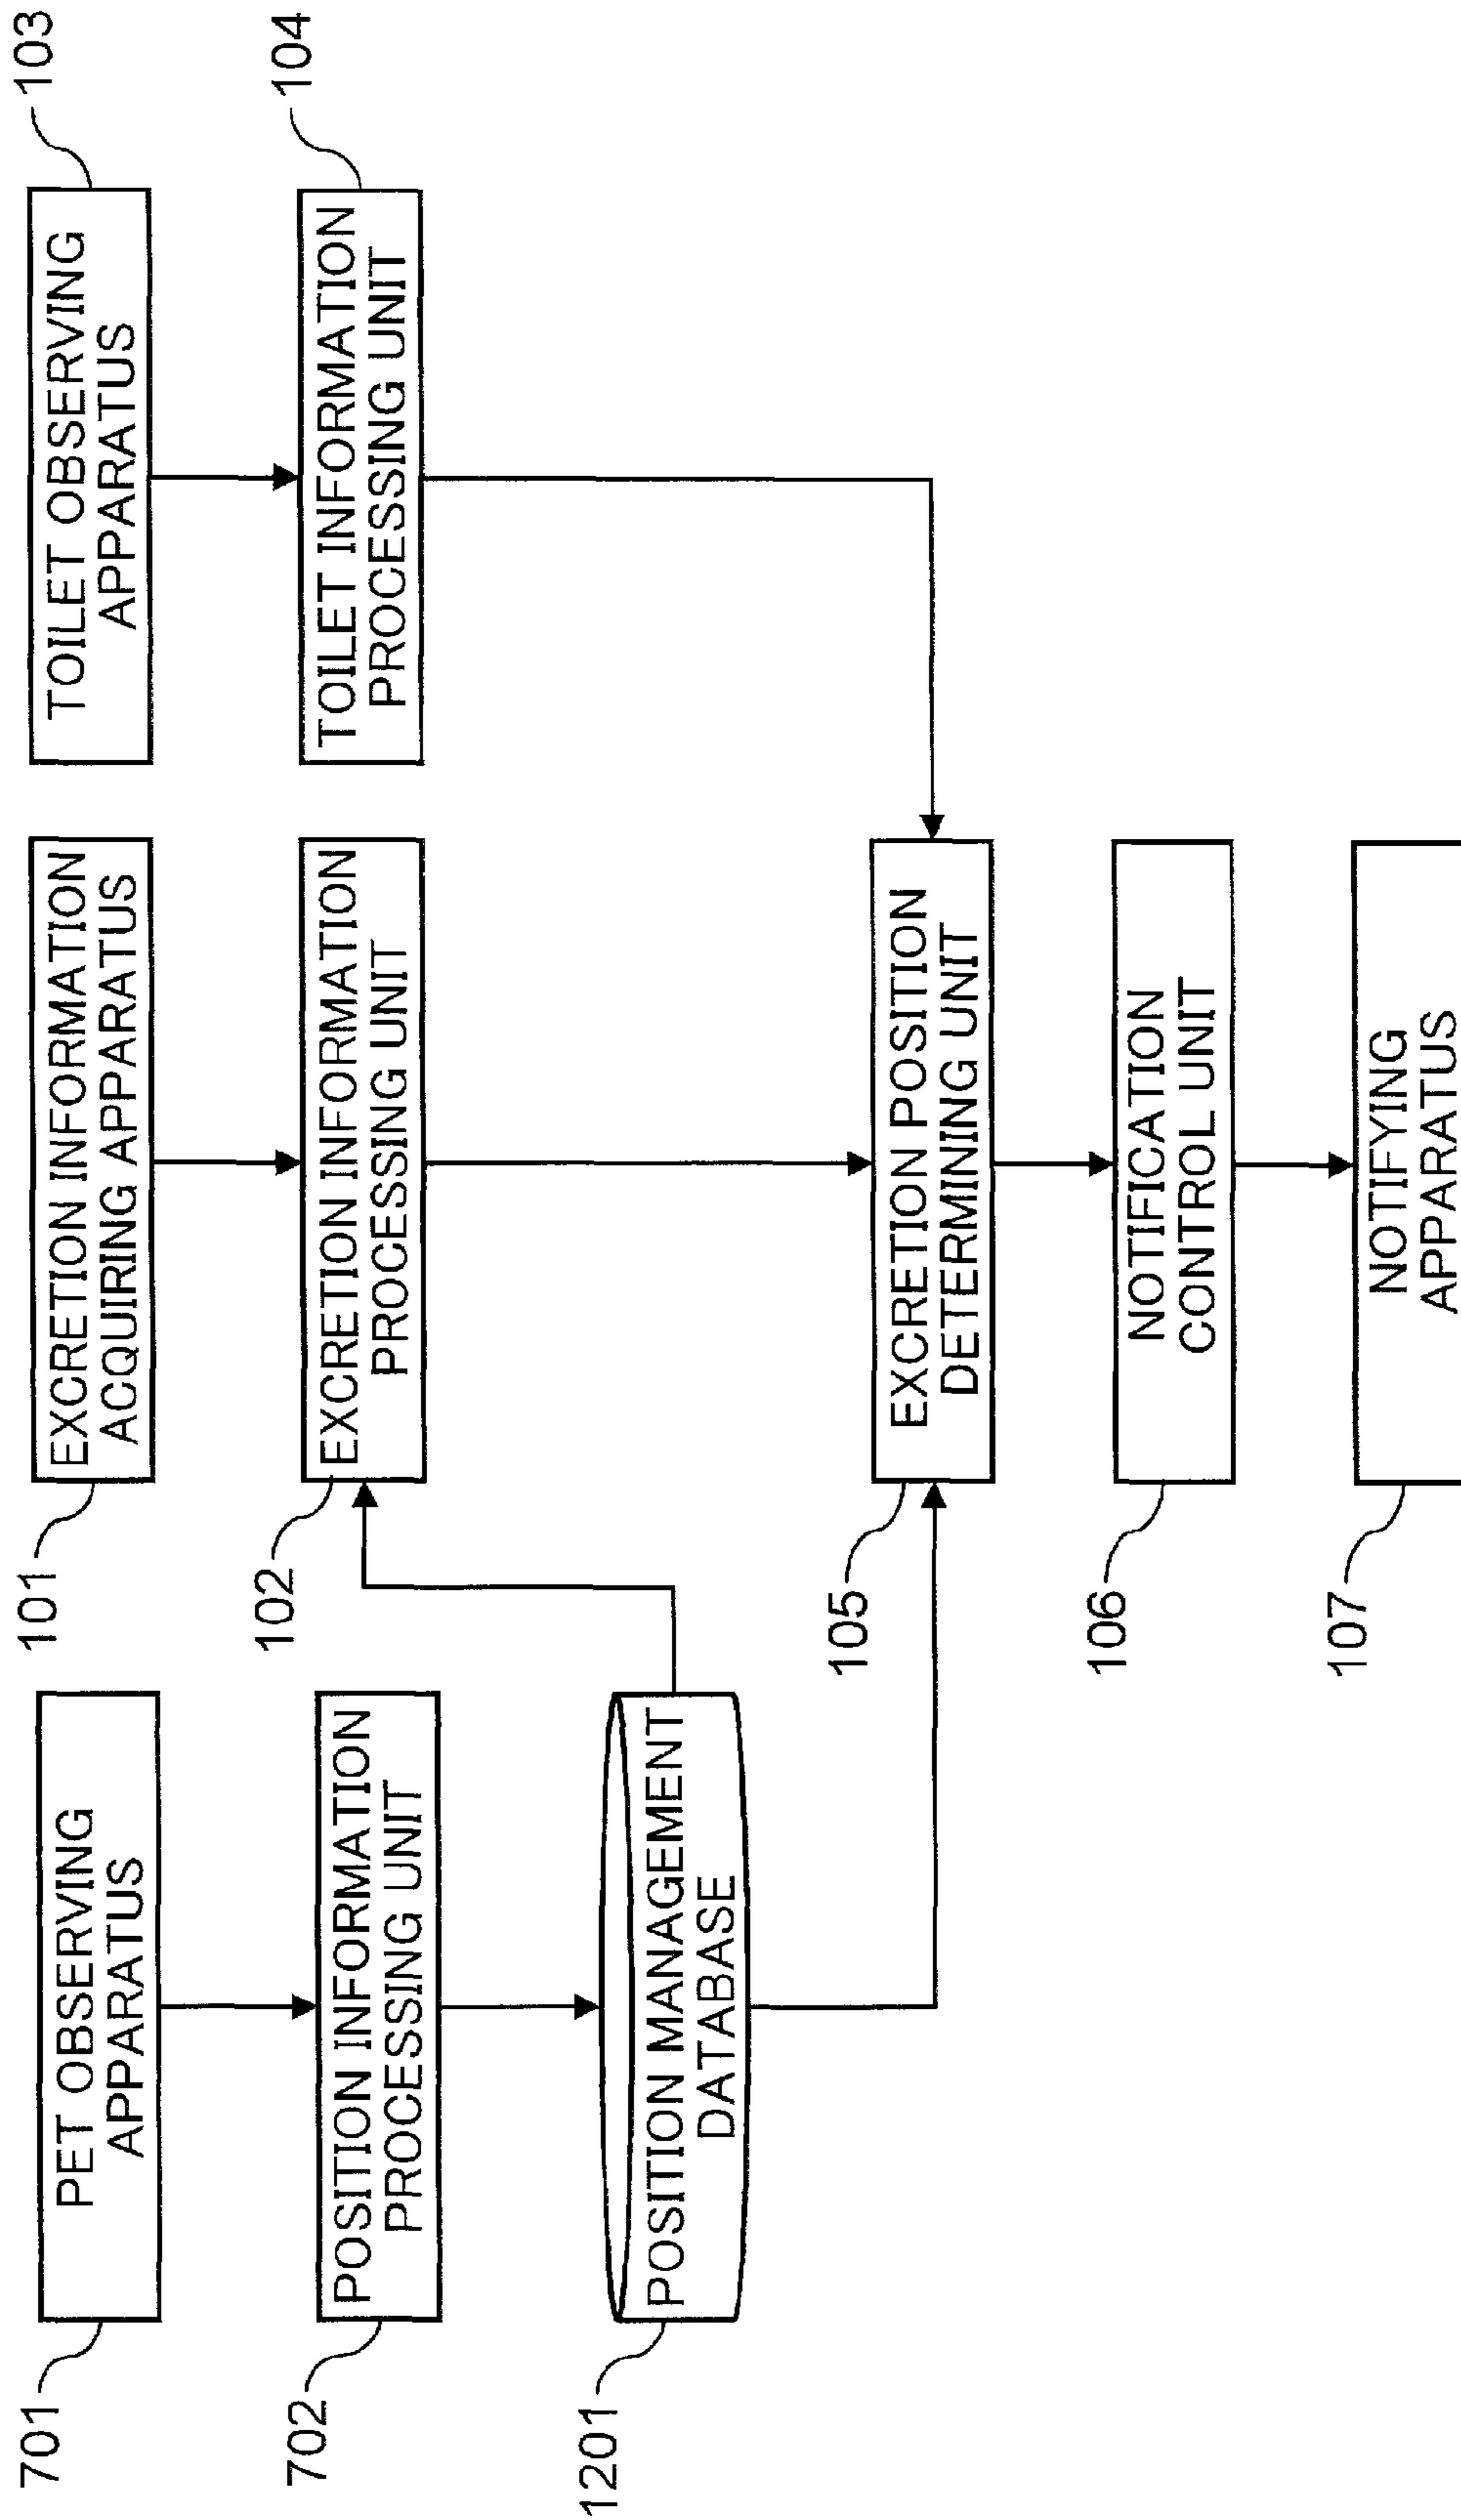 701
PET OBSERVING
APPARATUS
101
EXCRETION INFORMATION
ACQUIRING APPARATUS
TOILET OBSERVING
APPARATUS
103
702
POSITION INFORMATION
PROCESSING UNIT
102
EXCRETION INFORMATION
PROCESSING UNIT
TOILET INFORMATION
PROCESSING UNIT
104
1201
POSITION MANAGEMENT
DATABASE
105
EXCRETION POSITION
DETERMINING UNIT
106
NOTIFICATION
CONTROL UNIT
107
NOTIFYING
APPARATUS